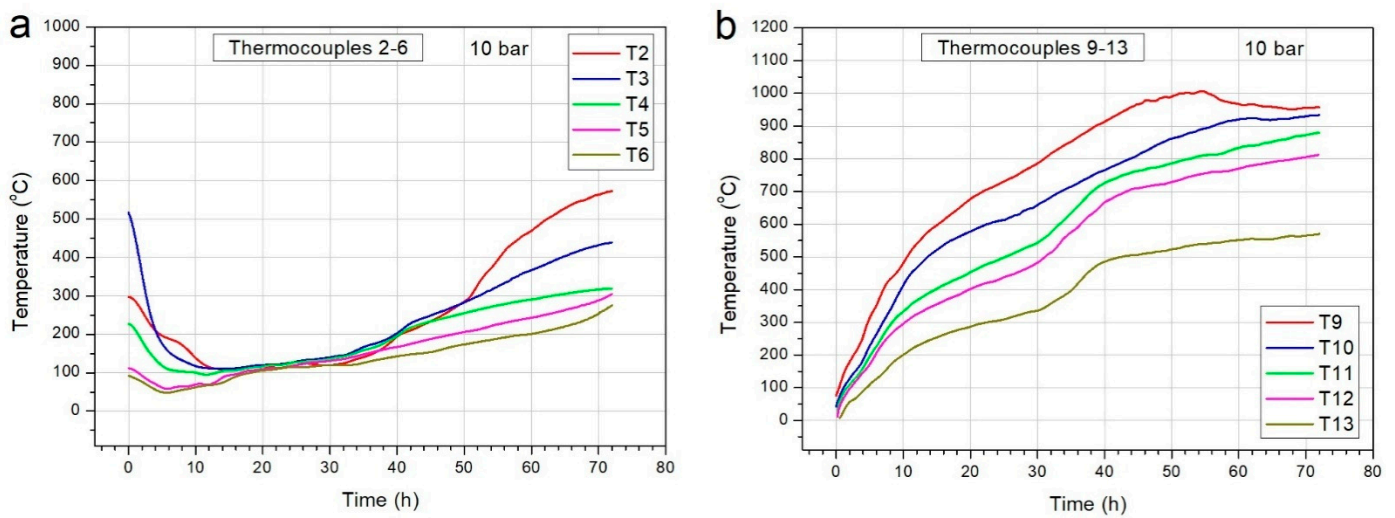 a
Thermocouples 2-6
10 bar
T2
T3
T4
T5
T6
1000
900
800
700
600
500
400
300
200
100
0
Temperature (°C)
0
10
20
30
40
50
60
70
80
Time (h)
b
Thermocouples 9-13
10 bar
T9
T10
T11
T12
T13
1200
1100
1000
900
800
700
600
500
400
300
200
100
0
Temperature (°C)
0
10
20
30
40
50
60
70
80
Time (h)